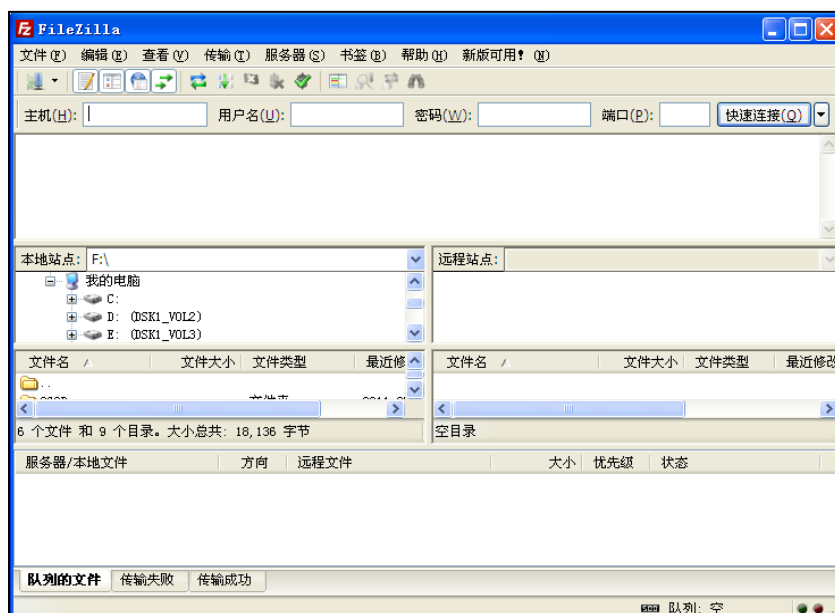 FileZilla
文件(F) 编辑(E) 查看(V) 传输(T) 服务器(S) 书签(B) 帮助(H) 新版可用! (N)
主机(H): 用户名(U): 密码(W): 端口(P): 快速连接(Q)
本地站点: F:\ 远程站点:
我的电脑
C:
D: (DSK1_VOL2)
E: (DSK1_VOL3)
文件名 文件大小 文件类型 最近修 文件名 文件大小 文件类型 最近修改
..
6 个文件 和 9 个目录。大小总共: 18,136 字节 空目录
服务器/本地文件 方向 远程文件 大小 优先级 状态
队列的文件 传输失败 传输成功
队列: 空